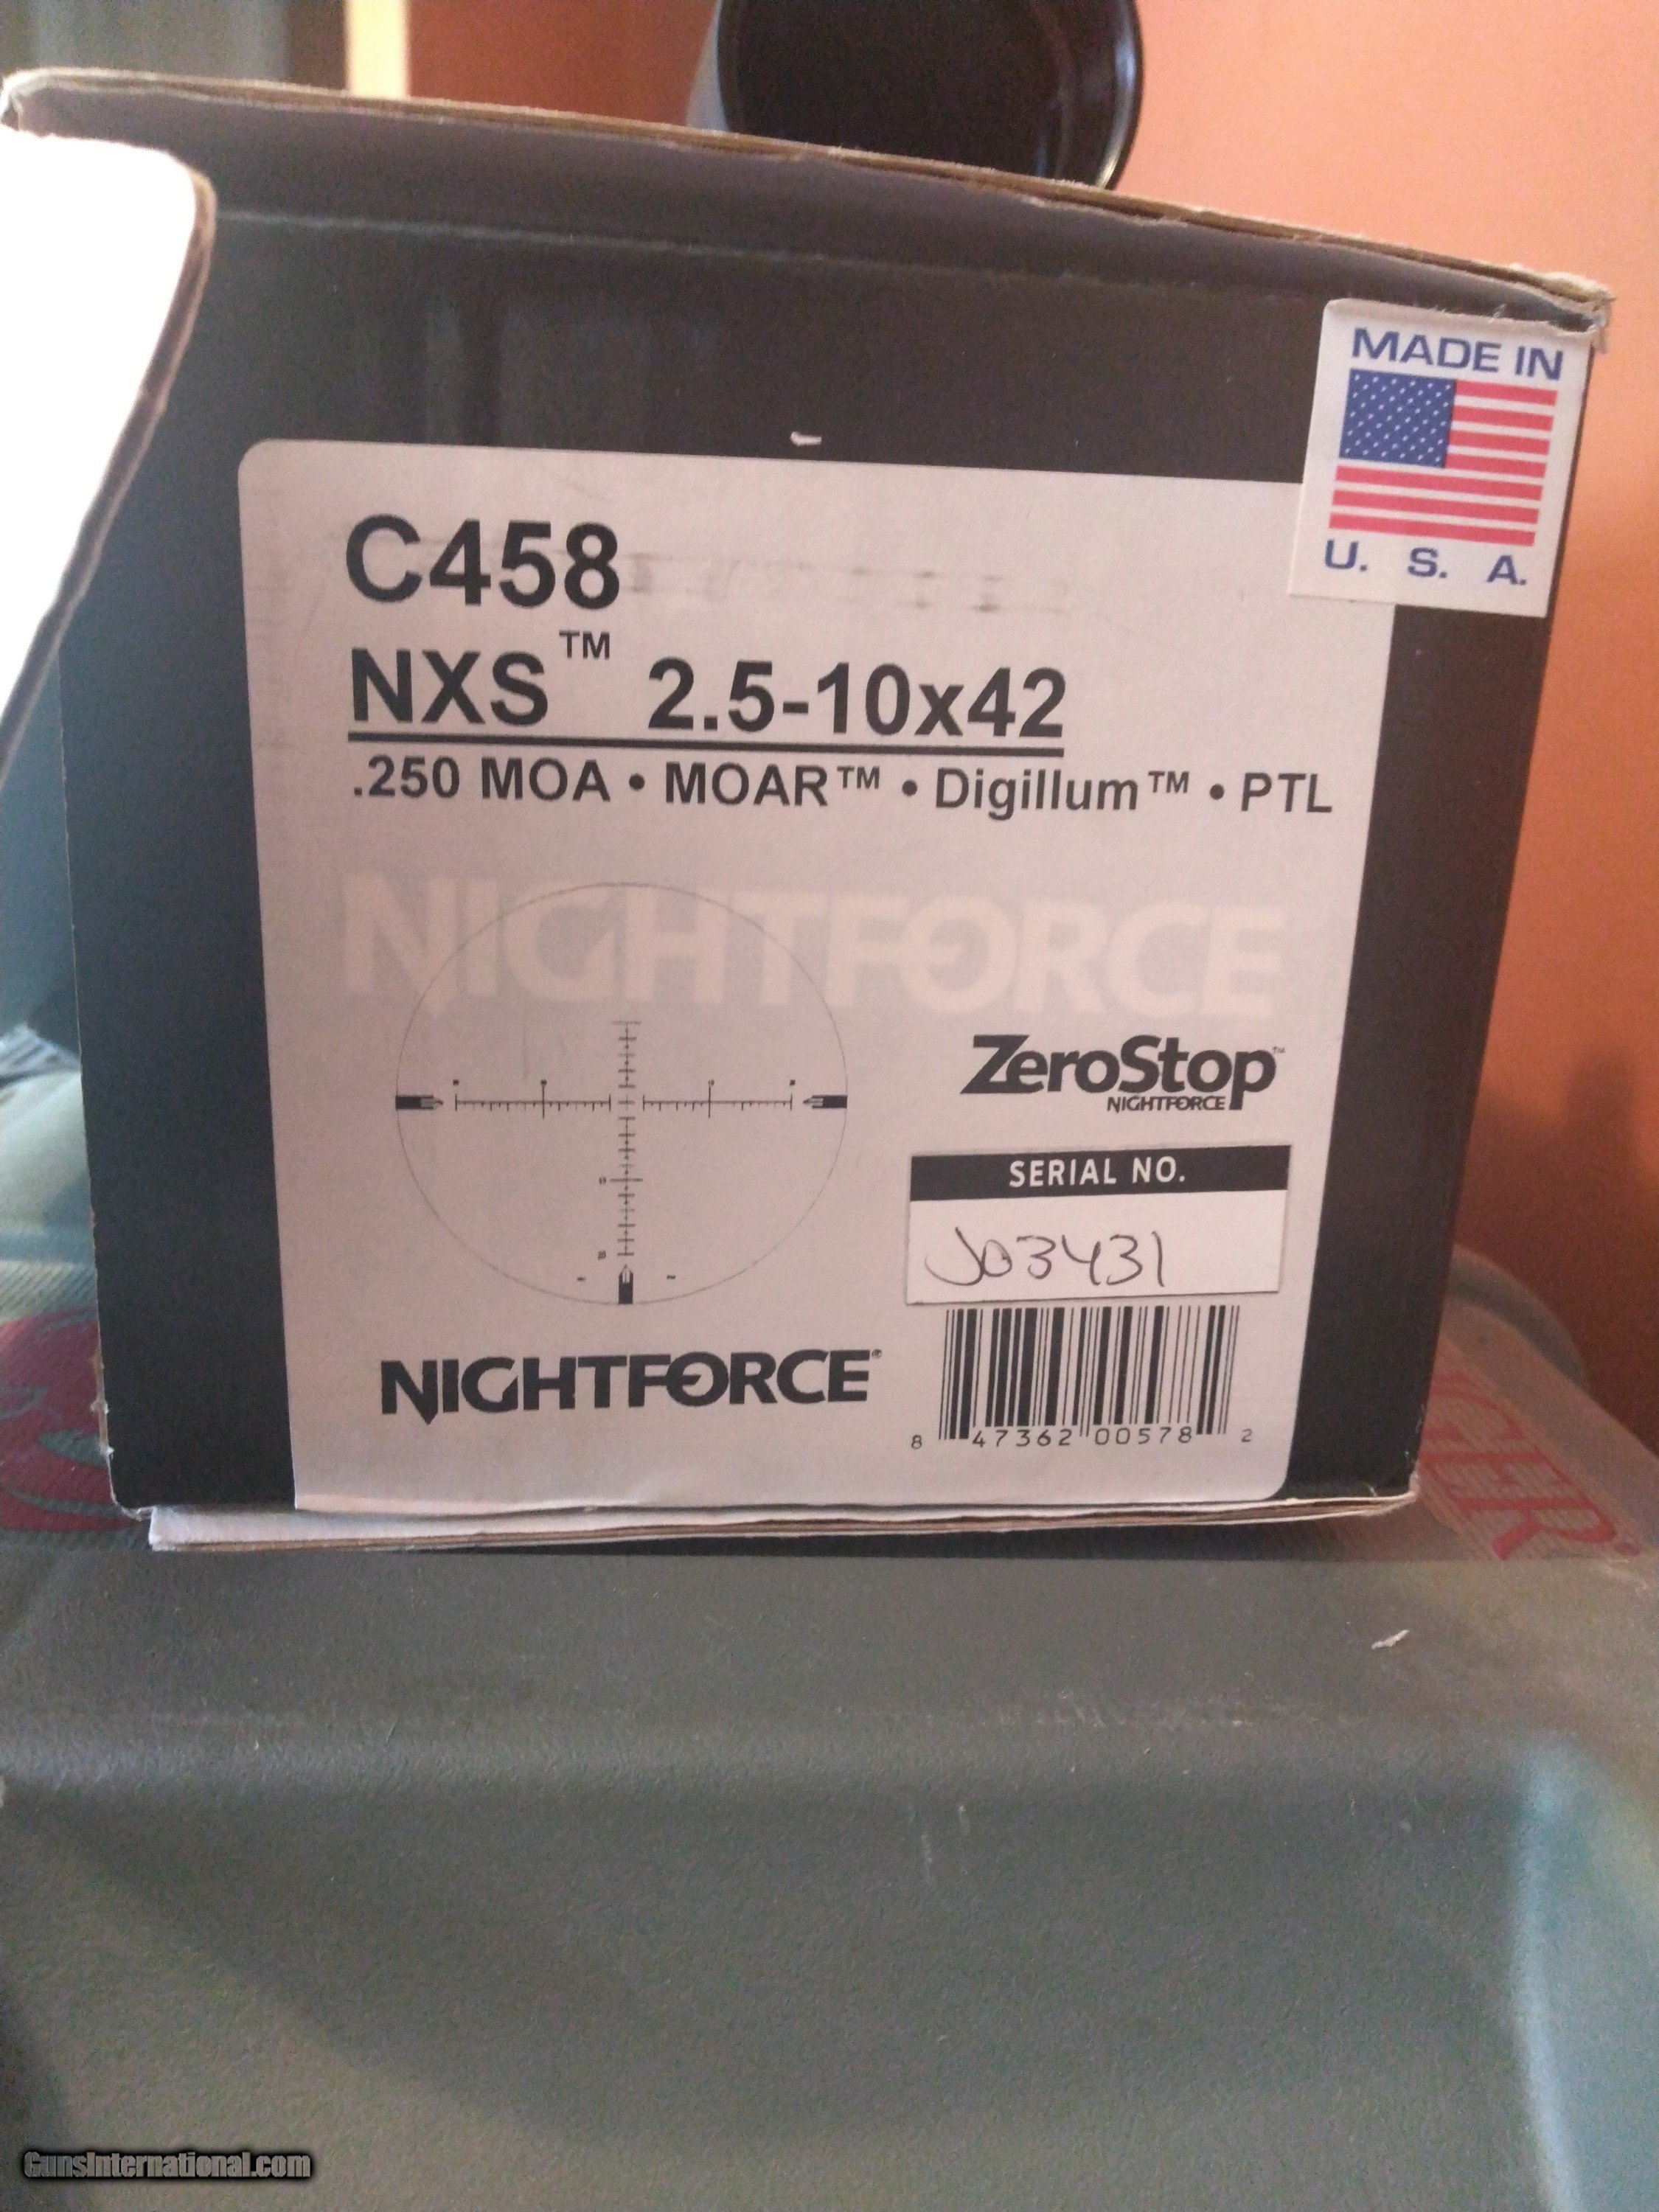 MADE IN
U. S. A.
C458
NXS™ 2.5-10x42
.250 MOA • MOAR™ • Digillum™ • PTL
NIGHTFORCE
ZeroStop™
NIGHTFORCE
SERIAL NO.
J03431
NIGHTFORCE®
8 47362 00578 2
GunsInternational.com